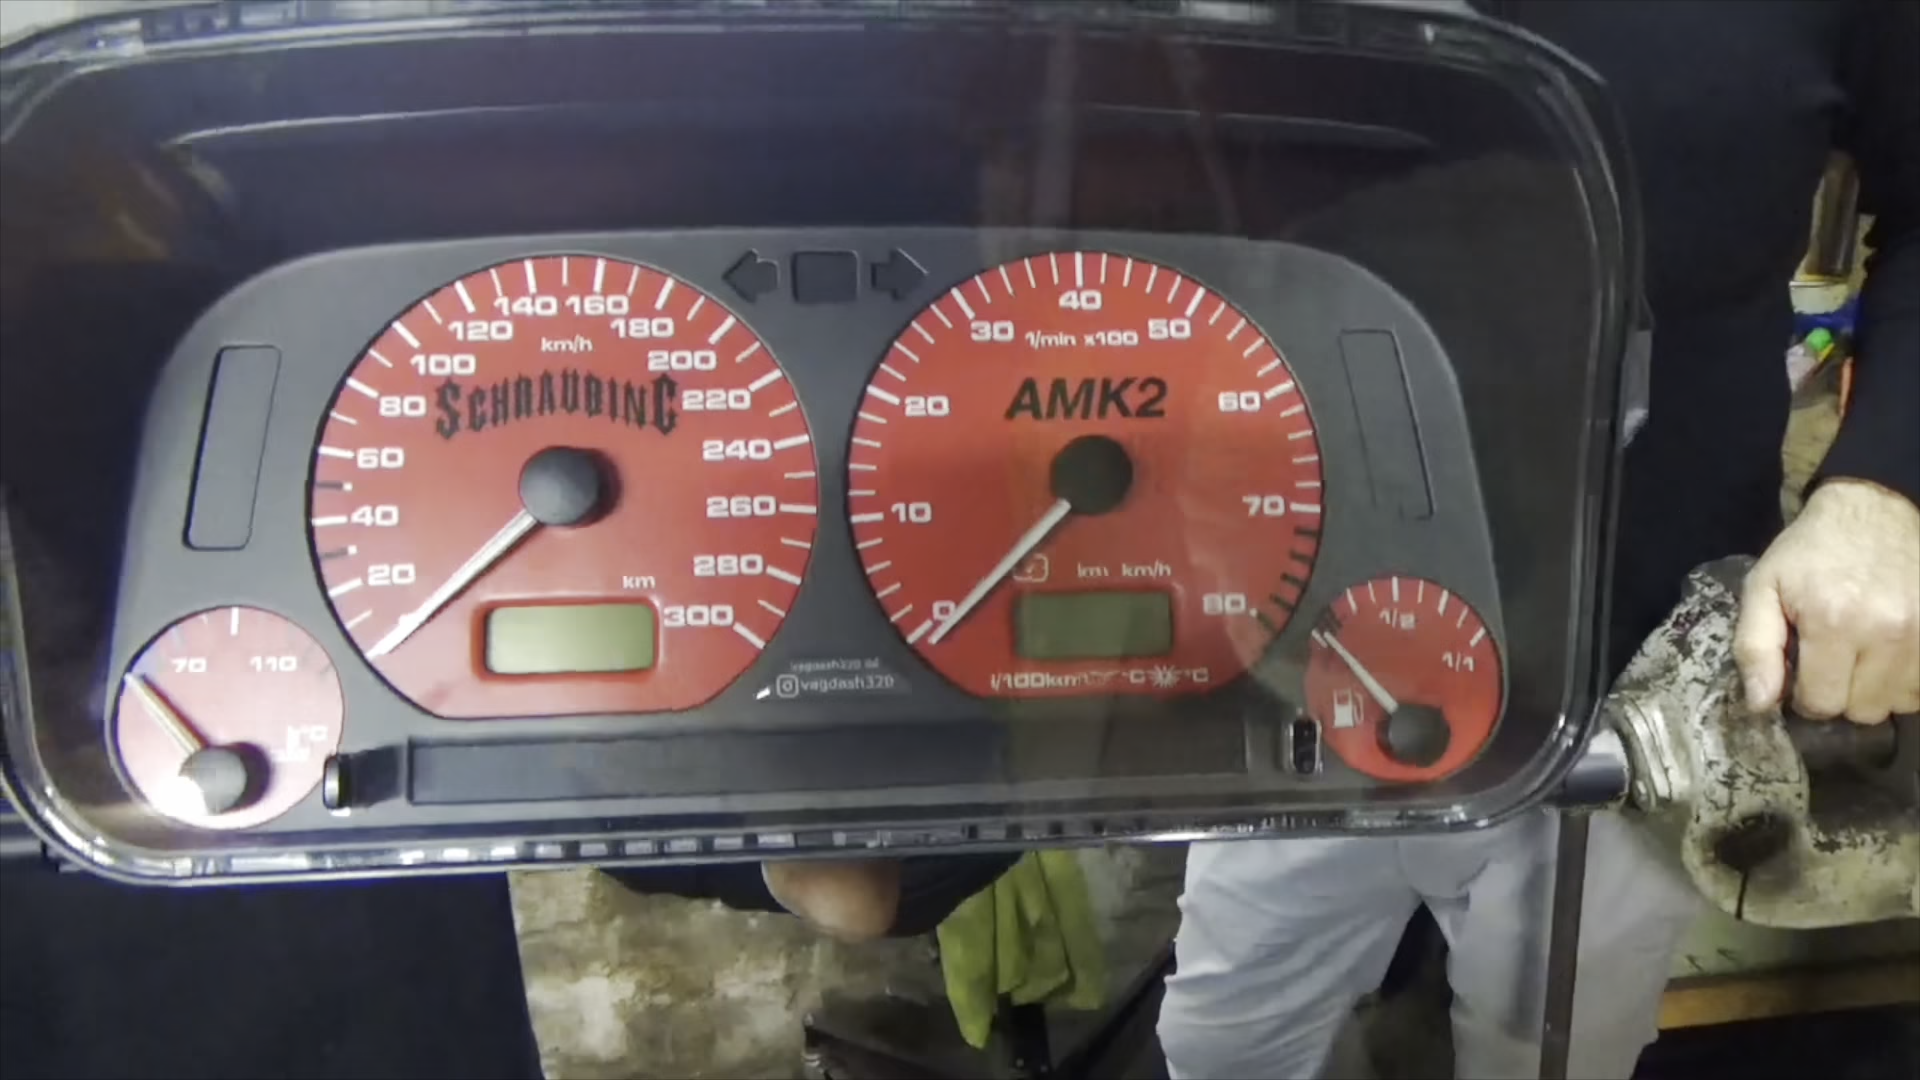 140 160
120 180
km/h
100 200
SCHRAUBING
80 220
60 240
40 260
20 280
km
300
40
30 50
1/min x100
20 60
AMK2
10 70
km km/h
0 80
l/100km °C °C
70 110
vagdash320
1/2
1/1